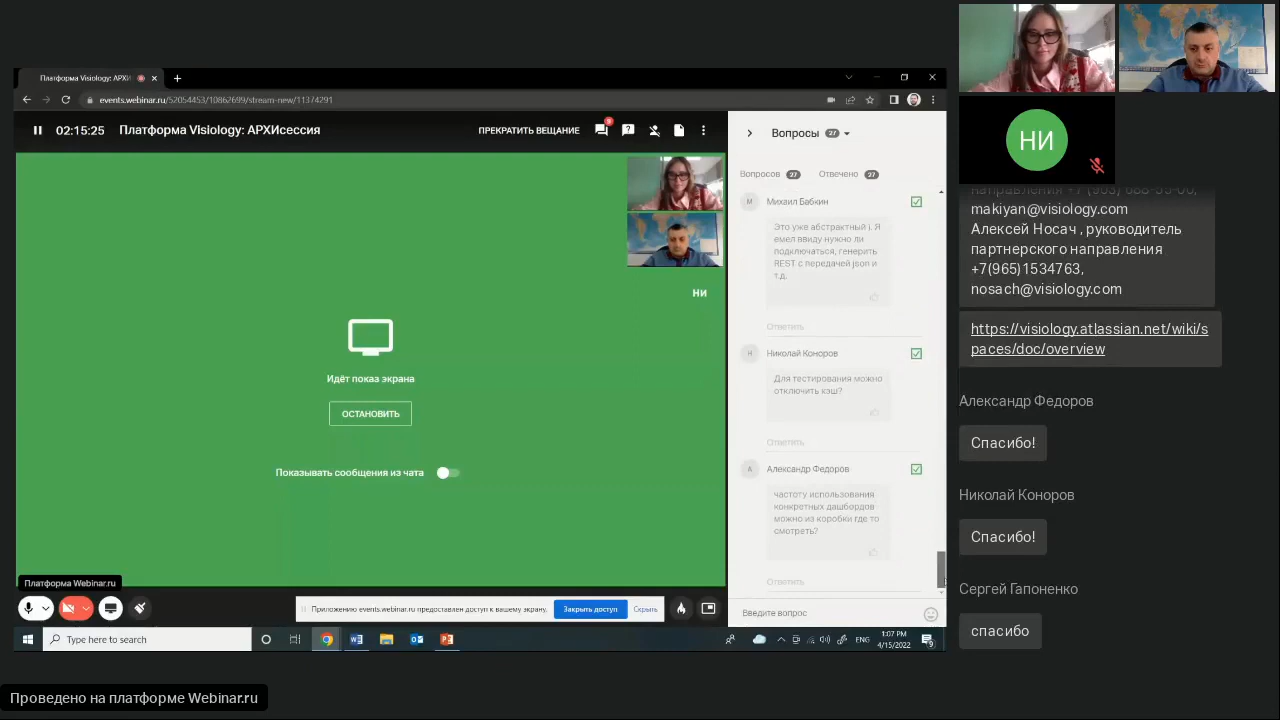 Платформа Visiology: АРХИ
events.webinar.ru/52054453/10862699/stream-new/11374291
02:15:25
Платформа Visiology: АРХИсессия
ПРЕКРАТИТЬ ВЕЩАНИЕ
9
НИ
Идёт показ экрана
ОСТАНОВИТЬ
Показывать сообщения из чата
Платформа Webinar.ru
Приложению events.webinar.ru предоставлен доступ к вашему экрану.
Закрыть доступ
Скрыть
Вопросы 27
Вопросов 27 Отвечено 27
М Михаил Бабкин
Это уже абстрактный ). Я
емел ввиду нужно ли
подключаться, генерить
REST с передачей json и
т.д.
Ответить
Н Николай Коноров
Для тестирования можно
отключить кэш?
Ответить
А Александр Федоров
частоту использования
конкретных дашбордов
можно из коробки где то
смотреть?
Ответить
Введите вопрос
Type here to search
ENG
1:07 PM
4/15/2022
9
НИ
makiyan@visiology.com
Алексей Носач , руководитель
партнерского направления
+7(965)1534763,
nosach@visiology.com
https://visiology.atlassian.net/wiki/s
paces/doc/overview
Александр Федоров
Спасибо!
Николай Коноров
Спасибо!
Сергей Гапоненко
спасибо
Проведено на платформе Webinar.ru